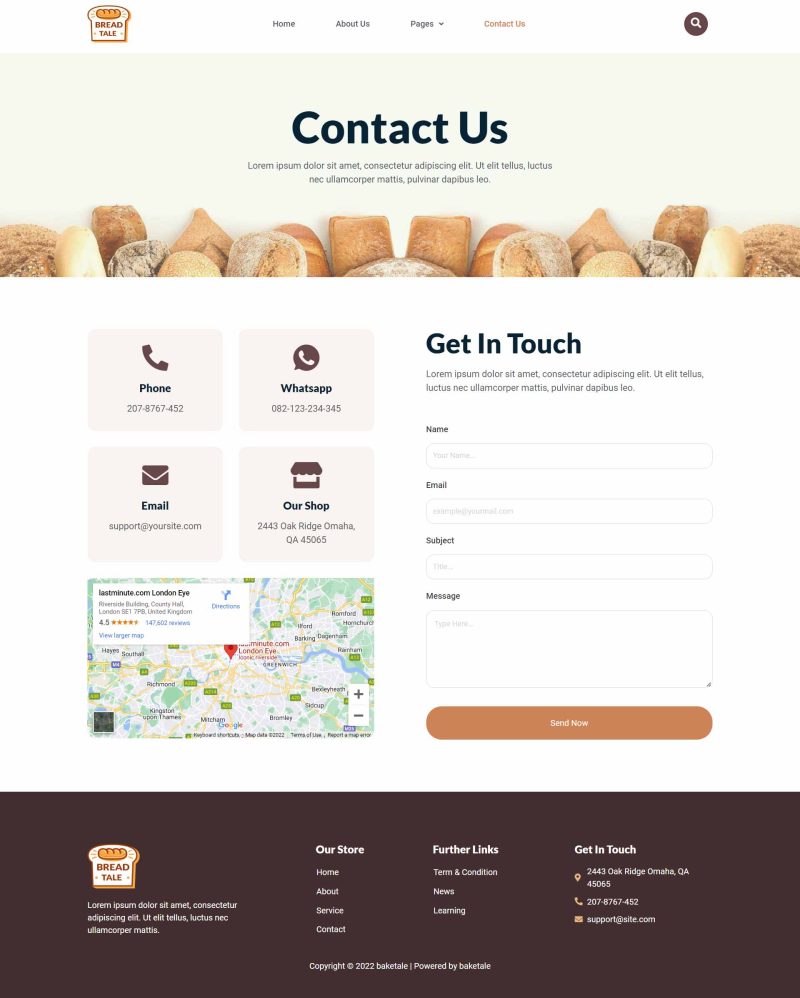 BREAD
TALE
Home
About Us
Pages
Contact Us
Contact Us
Lorem ipsum dolor sit amet, consectetur adipiscing elit. Ut elit tellus, luctus
nec ullamcorper mattis, pulvinar dapibus leo.
Phone
207-8767-452
Whatsapp
082-123-234-345
Email
support@yoursite.com
Our Shop
2443 Oak Ridge Omaha,
QA 45065
lastminute.com London Eye
Riverside Building, County Hall,
London SE1 7PB, United Kingdom
4.5
147,602 reviews
View larger map
Directions
Romford
Ilford
Hornchurch
Barking
Dagenham
Rainham
Hayes
Southall
lastminute.com
London Eye
Iconic riverside
GREENWICH
Richmond
Bexleyheath
Sidcup
Kingston
upon Thames
Mitcham
Bromley
Google
Keyboard shortcuts
Map data ©2022
Terms of Use
Report a map error
Get In Touch
Lorem ipsum dolor sit amet, consectetur adipiscing elit. Ut elit tellus,
luctus nec ullamcorper mattis, pulvinar dapibus leo.
Name
Your Name...
Email
example@yourmail.com
Subject
Title...
Message
Type Here...
Send Now
BREAD
TALE
Lorem ipsum dolor sit amet, consectetur
adipiscing elit. Ut elit tellus, luctus
nec ullamcorper mattis.
Our Store
Home
About
Service
Contact
Further Links
Term & Condition
News
Learning
Get In Touch
2443 Oak Ridge Omaha, QA
45065
207-8767-452
support@site.com
Copyright © 2022 baketale | Powered by baketale